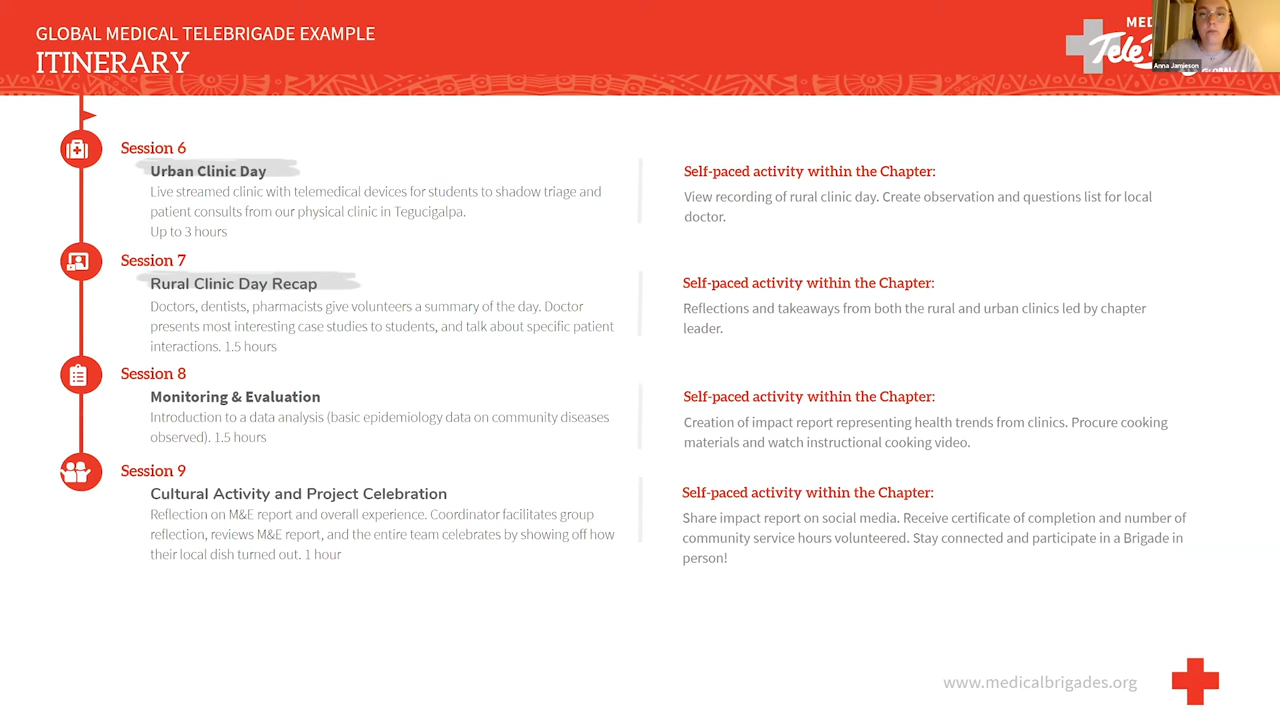 GLOBAL MEDICAL TELEBRIGADE EXAMPLE
ITINERARY
MED
Tele
Anna Jamieson
GLOBAL
Session 6
Urban Clinic Day
Live streamed clinic with telemedical devices for students to shadow triage and
patient consults from our physical clinic in Tegucigalpa.
Up to 3 hours
Self-paced activity within the Chapter:
View recording of rural clinic day. Create observation and questions list for local
doctor.
Session 7
Rural Clinic Day Recap
Doctors, dentists, pharmacists give volunteers a summary of the day. Doctor
presents most interesting case studies to students, and talk about specific patient
interactions. 1.5 hours
Self-paced activity within the Chapter:
Reflections and takeaways from both the rural and urban clinics led by chapter
leader.
Session 8
Monitoring & Evaluation
Introduction to a data analysis (basic epidemiology data on community diseases
observed). 1.5 hours
Self-paced activity within the Chapter:
Creation of impact report representing health trends from clinics. Procure cooking
materials and watch instructional cooking video.
Session 9
Cultural Activity and Project Celebration
Reflection on M&E report and overall experience. Coordinator facilitates group
reflection, reviews M&E report, and the entire team celebrates by showing off how
their local dish turned out. 1 hour
Self-paced activity within the Chapter:
Share impact report on social media. Receive certificate of completion and number of
community service hours volunteered. Stay connected and participate in a Brigade in
person!
www.medicalbrigades.org